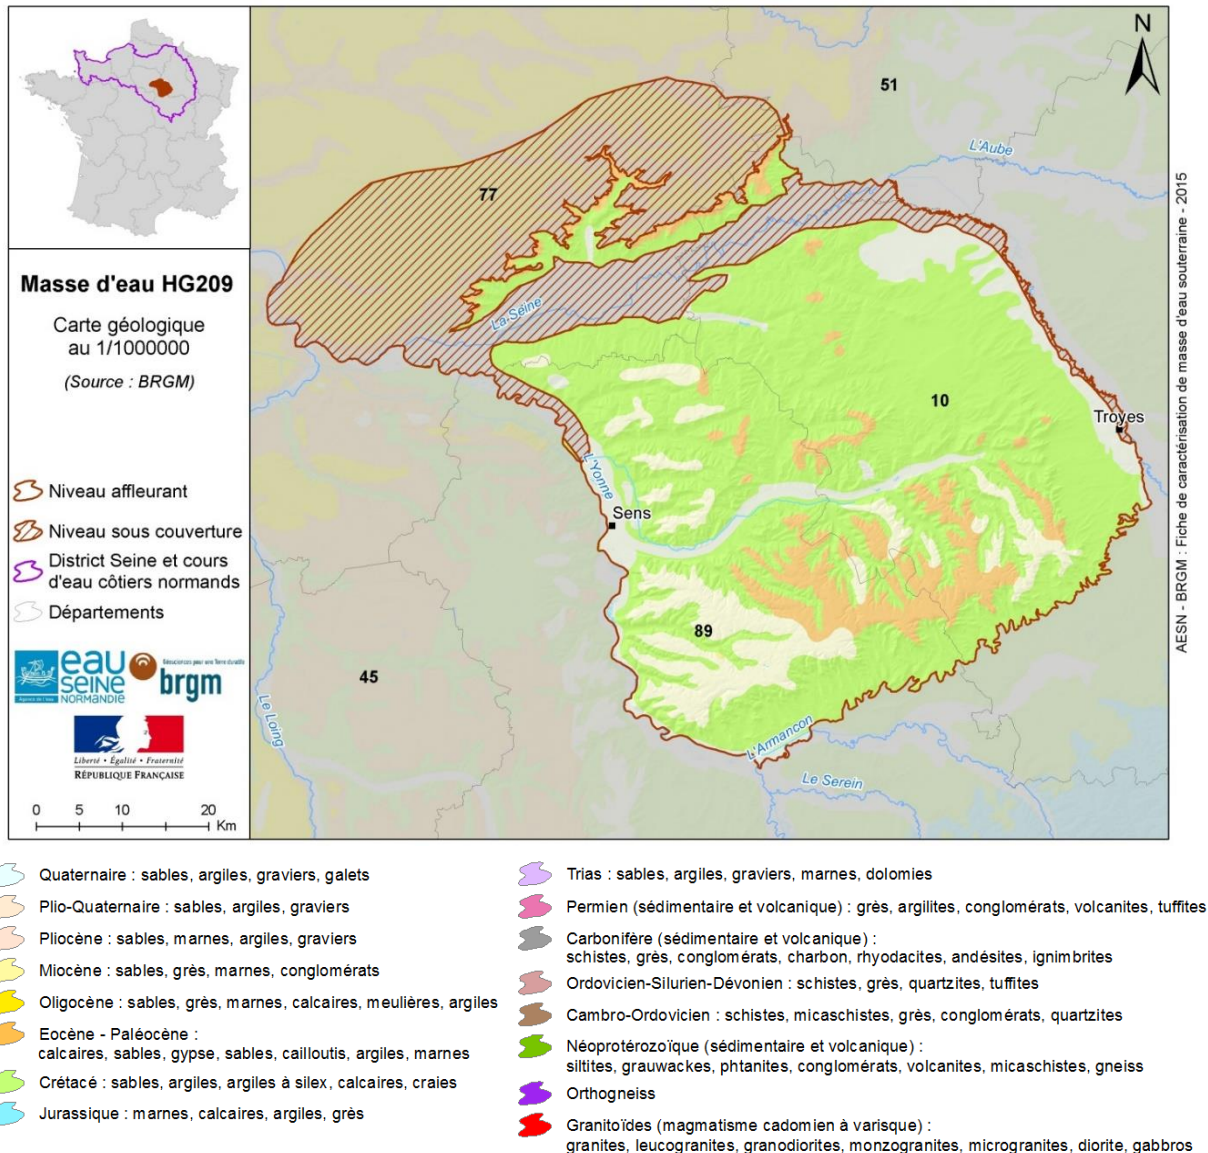 Masse d'eau HG209
Carte géologique
au 1/1000000
(Source : BRGM)
Niveau affleurant
Niveau sous couverture
District Seine et cours
d'eau côtiers normands
Départements
eau
SEINE
NORMANDIE
Géosciences pour une Terre durable
brgm
Liberté • Égalité • Fraternité
RÉPUBLIQUE FRANÇAISE
0 5 10 20
Km
N
51
L'Aube
77
La Seine
10
Troyes
L'Yonne
Sens
89
45
Le Loing
L'Armançon
Le Serein
AESN - BRGM : Fiche de caractérisation de masse d'eau souterraine - 2015
Quaternaire : sables, argiles, graviers, galets
Plio-Quaternaire : sables, argiles, graviers
Pliocène : sables, marnes, argiles, graviers
Miocène : sables, grès, marnes, conglomérats
Oligocène : sables, grès, marnes, calcaires, meulières, argiles
Eocène - Paléocène :
calcaires, sables, gypse, sables, cailloutis, argiles, marnes
Crétacé : sables, argiles, argiles à silex, calcaires, craies
Jurassique : marnes, calcaires, argiles, grès
Trias : sables, argiles, graviers, marnes, dolomies
Permien (sédimentaire et volcanique) : grès, argilites, conglomérats, volcanites, tuffites
Carbonifère (sédimentaire et volcanique) :
schistes, grès, conglomérats, charbon, rhyodacites, andésites, ignimbrites
Ordovicien-Silurien-Dévonien : schistes, grès, quartzites, tuffites
Cambro-Ordovicien : schistes, micaschistes, grès, conglomérats, quartzites
Néoprotérozoïque (sédimentaire et volcanique) :
siltites, grauwackes, phtanites, conglomérats, volcanites, micaschistes, gneiss
Orthogneiss
Granitoïdes (magmatisme cadomien à varisque) :
granites, leucogranites, granodiorites, monzogranites, microgranites, diorite, gabbros